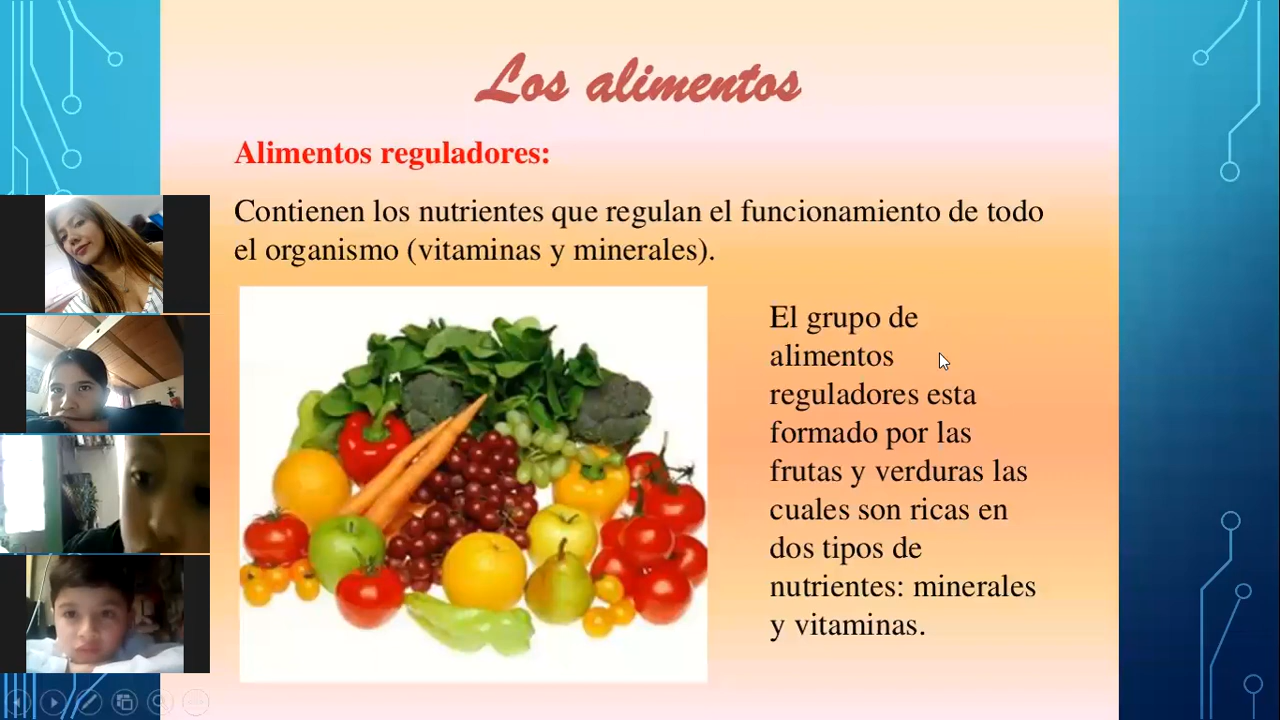 Los alimentos
Alimentos reguladores:
Contienen los nutrientes que regulan el funcionamiento de todo
el organismo (vitaminas y minerales).
El grupo de
alimentos
reguladores esta
formado por las
frutas y verduras las
cuales son ricas en
dos tipos de
nutrientes: minerales
y vitaminas.